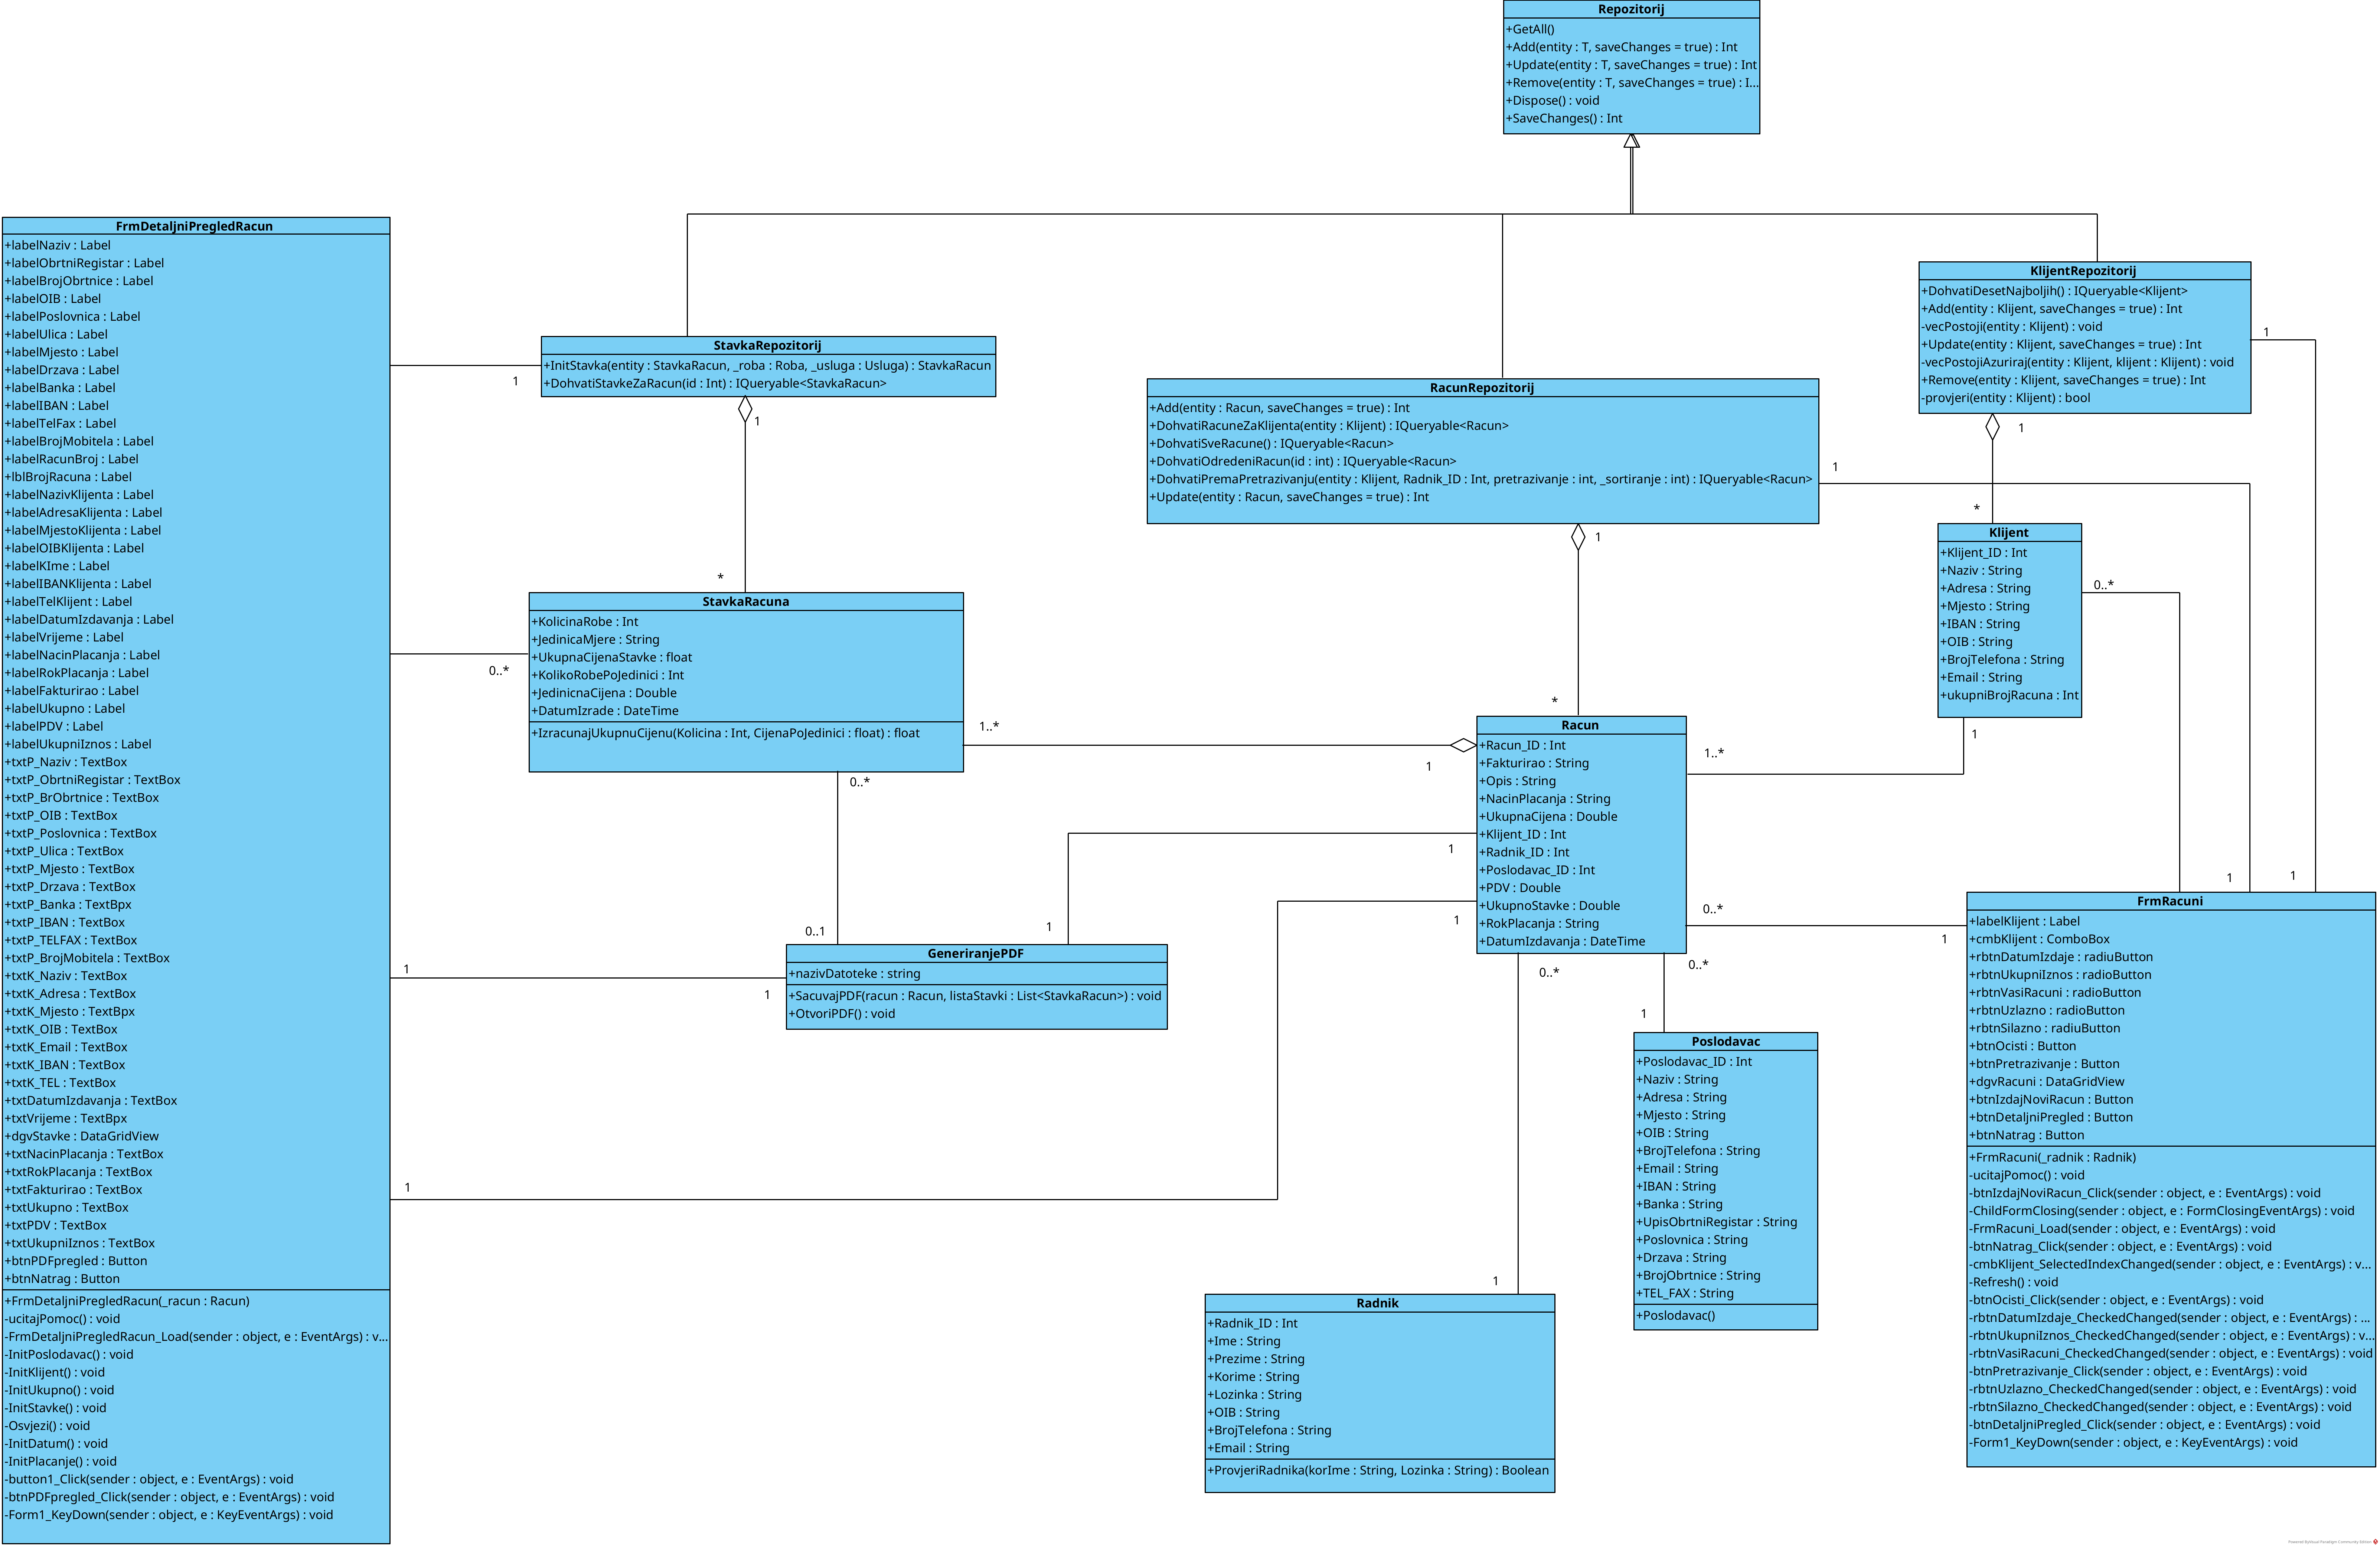 Repozitorij
+GetAll()
+Add(entity : T, saveChanges = true) : Int
+Update(entity : T, saveChanges = true) : Int
+Remove(entity : T, saveChanges = true) : I...
+Dispose() : void
+SaveChanges() : Int
FrmDetaljniPregledRacun
+labelNaziv : Label
+labelObrtniRegistar : Label
+labelBrojObrtnice : Label
+labelOIB : Label
+labelPoslovnica : Label
+labelUlica : Label
+labelMjesto : Label
+labelDrzava : Label
+labelBanka : Label
+labelIBAN : Label
+labelTelFax : Label
+labelBrojMobitela : Label
+labelRacunBroj : Label
+lblBrojRacuna : Label
+labelNazivKlijenta : Label
+labelAdresaKlijenta : Label
+labelMjestoKlijenta : Label
+labelOIBKlijenta : Label
+labelKIme : Label
+labelIBANKlijenta : Label
+labelTelKlijent : Label
+labelDatumIzdavanja : Label
+labelVrijeme : Label
+labelNacinPlacanja : Label
+labelRokPlacanja : Label
+labelFakturirao : Label
+labelUkupno : Label
+labelPDV : Label
+labelUkupniIznos : Label
+txtP_Naziv : TextBox
+txtP_ObrtniRegistar : TextBox
+txtP_BrObrtnice : TextBox
+txtP_OIB : TextBox
+txtP_Poslovnica : TextBox
+txtP_Ulica : TextBox
+txtP_Mjesto : TextBox
+txtP_Drzava : TextBox
+txtP_Banka : TextBpx
+txtP_IBAN : TextBox
+txtP_TELFAX : TextBox
+txtP_BrojMobitela : TextBox
+txtK_Naziv : TextBox
+txtK_Adresa : TextBox
+txtK_Mjesto : TextBpx
+txtK_OIB : TextBox
+txtK_Email : TextBox
+txtK_IBAN : TextBox
+txtK_TEL : TextBox
+txtDatumIzdavanja : TextBox
+txtVrijeme : TextBpx
+dgvStavke : DataGridView
+txtNacinPlacanja : TextBox
+txtRokPlacanja : TextBox
+txtFakturirao : TextBox
+txtUkupno : TextBox
+txtPDV : TextBox
+txtUkupniIznos : TextBox
+btnPDFpregled : Button
+btnNatrag : Button
+FrmDetaljniPregledRacun(_racun : Racun)
-ucitajPomoc() : void
-FrmDetaljniPregledRacun_Load(sender : object, e : EventArgs) : v...
-InitPoslodavac() : void
-InitKlijent() : void
-InitUkupno() : void
-InitStavke() : void
-Osvjezi() : void
-InitDatum() : void
-InitPlacanje() : void
-button1_Click(sender : object, e : EventArgs) : void
-btnPDFpregled_Click(sender : object, e : EventArgs) : void
-Form1_KeyDown(sender : object, e : KeyEventArgs) : void
StavkaRepozitorij
+InitStavka(entity : StavkaRacun, _roba : Roba, _usluga : Usluga) : StavkaRacun
+DohvatiStavkeZaRacun(id : Int) : IQueryable<StavkaRacun>
1
1
*
RacunRepozitorij
+Add(entity : Racun, saveChanges = true) : Int
+DohvatiRacuneZaKlijenta(entity : Klijent) : IQueryable<Racun>
+DohvatiSveRacune() : IQueryable<Racun>
+DohvatiOdredeniRacun(id : int) : IQueryable<Racun>
+DohvatiPremaPretrazivanju(entity : Klijent, Radnik_ID : Int, pretrazivanje : int, _sortiranje : int) : IQueryable<Racun>
+Update(entity : Racun, saveChanges = true) : Int
1
1
*
KlijentRepozitorij
+DohvatiDesetNajboljih() : IQueryable<Klijent>
+Add(entity : Klijent, saveChanges = true) : Int
-vecPostoji(entity : Klijent) : void
+Update(entity : Klijent, saveChanges = true) : Int
-vecPostojiAzuriraj(entity : Klijent, klijent : Klijent) : void
+Remove(entity : Klijent, saveChanges = true) : Int
-provjeri(entity : Klijent) : bool
1
1
*
Klijent
+Klijent_ID : Int
+Naziv : String
+Adresa : String
+Mjesto : String
+IBAN : String
+OIB : String
+BrojTelefona : String
+Email : String
+ukupniBrojRacuna : Int
0..*
1
StavkaRacuna
+KolicinaRobe : Int
+JedinicaMjere : String
+UkupnaCijenaStavke : float
+KolikoRobePoJedinici : Int
+JedinicnaCijena : Double
+DatumIzrade : DateTime
+IzracunajUkupnuCijenu(Kolicina : Int, CijenaPoJedinici : float) : float
0..*
1..*
0..*
Racun
+Racun_ID : Int
+Fakturirao : String
+Opis : String
+NacinPlacanja : String
+UkupnaCijena : Double
+Klijent_ID : Int
+Radnik_ID : Int
+Poslodavac_ID : Int
+PDV : Double
+UkupnoStavke : Double
+RokPlacanja : String
+DatumIzdavanja : DateTime
1
1..*
1
1
0..*
0..*
0..*
GeneriranjePDF
+nazivDatoteke : string
+SacuvajPDF(racun : Racun, listaStavki : List<StavkaRacun>) : void
+OtvoriPDF() : void
0..1
1
1
1
1
Poslodavac
+Poslodavac_ID : Int
+Naziv : String
+Adresa : String
+Mjesto : String
+OIB : String
+BrojTelefona : String
+Email : String
+IBAN : String
+Banka : String
+UpisObrtniRegistar : String
+Poslovnica : String
+Drzava : String
+BrojObrtnice : String
+TEL_FAX : String
+Poslodavac()
1
Radnik
+Radnik_ID : Int
+Ime : String
+Prezime : String
+Korime : String
+Lozinka : String
+OIB : String
+BrojTelefona : String
+Email : String
+ProvjeriRadnika(korIme : String, Lozinka : String) : Boolean
1
FrmRacuni
+labelKlijent : Label
+cmbKlijent : ComboBox
+rbtnDatumIzdaje : radiuButton
+rbtnUkupniIznos : radioButton
+rbtnVasiRacuni : radioButton
+rbtnUzlazno : radioButton
+rbtnSilazno : radiuButton
+btnOcisti : Button
+btnPretrazivanje : Button
+dgvRacuni : DataGridView
+btnIzdajNoviRacun : Button
+btnDetaljniPregled : Button
+btnNatrag : Button
+FrmRacuni(_radnik : Radnik)
-ucitajPomoc() : void
-btnIzdajNoviRacun_Click(sender : object, e : EventArgs) : void
-ChildFormClosing(sender : object, e : FormClosingEventArgs) : void
-FrmRacuni_Load(sender : object, e : EventArgs) : void
-btnNatrag_Click(sender : object, e : EventArgs) : void
-cmbKlijent_SelectedIndexChanged(sender : object, e : EventArgs) : v...
-Refresh() : void
-btnOcisti_Click(sender : object, e : EventArgs) : void
-rbtnDatumIzdaje_CheckedChanged(sender : object, e : EventArgs) : ...
-rbtnUkupniIznos_CheckedChanged(sender : object, e : EventArgs) : v...
-rbtnVasiRacuni_CheckedChanged(sender : object, e : EventArgs) : void
-btnPretrazivanje_Click(sender : object, e : EventArgs) : void
-rbtnUzlazno_CheckedChanged(sender : object, e : EventArgs) : void
-rbtnSilazno_CheckedChanged(sender : object, e : EventArgs) : void
-btnDetaljniPregled_Click(sender : object, e : EventArgs) : void
-Form1_KeyDown(sender : object, e : KeyEventArgs) : void
1
1
1
Powered By Visual Paradigm Community Edition